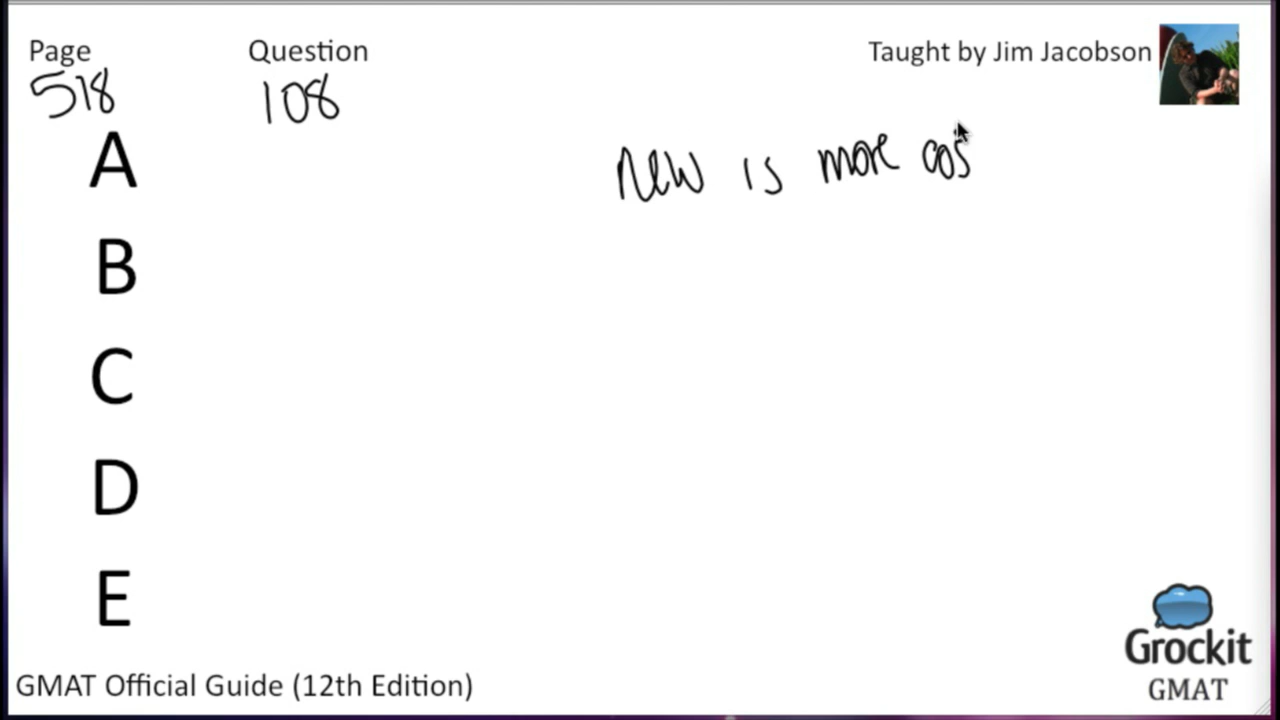 Page Question Taught by Jim Jacobson
518 108
A new is more cos
B
C
D
E
Grockit
GMAT
GMAT Official Guide (12th Edition)